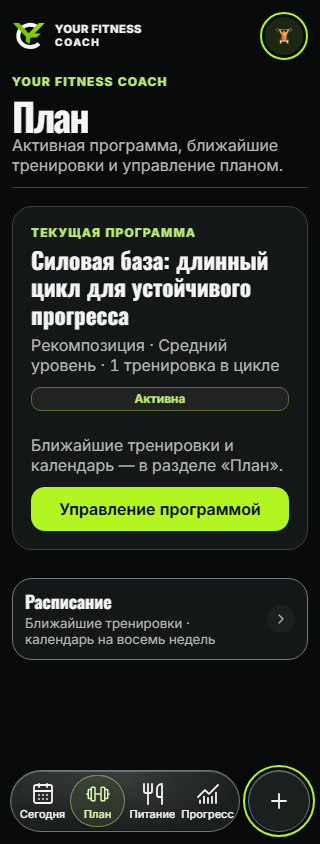 YOUR FITNESS
COACH
YOUR FITNESS COACH
План
Активная программа, ближайшие
тренировки и управление планом.
ТЕКУЩАЯ ПРОГРАММА
Силовая база: длинный
цикл для устойчивого
прогресса
Рекомпозиция · Средний
уровень · 1 тренировка в цикле
Активна
Ближайшие тренировки и
календарь — в разделе «План».
Управление программой
Расписание
Ближайшие тренировки ·
календарь на восемь недель
Сегодня
План
Питание
Прогресс